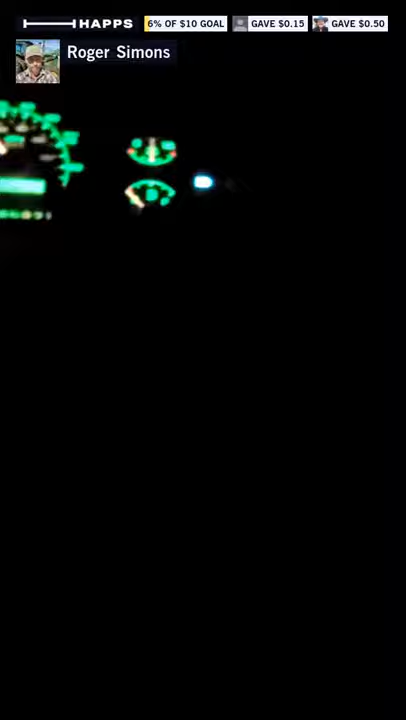 HAPPS
6% OF $10 GOAL
GAVE $0.15
GAVE $0.50
Roger Simons